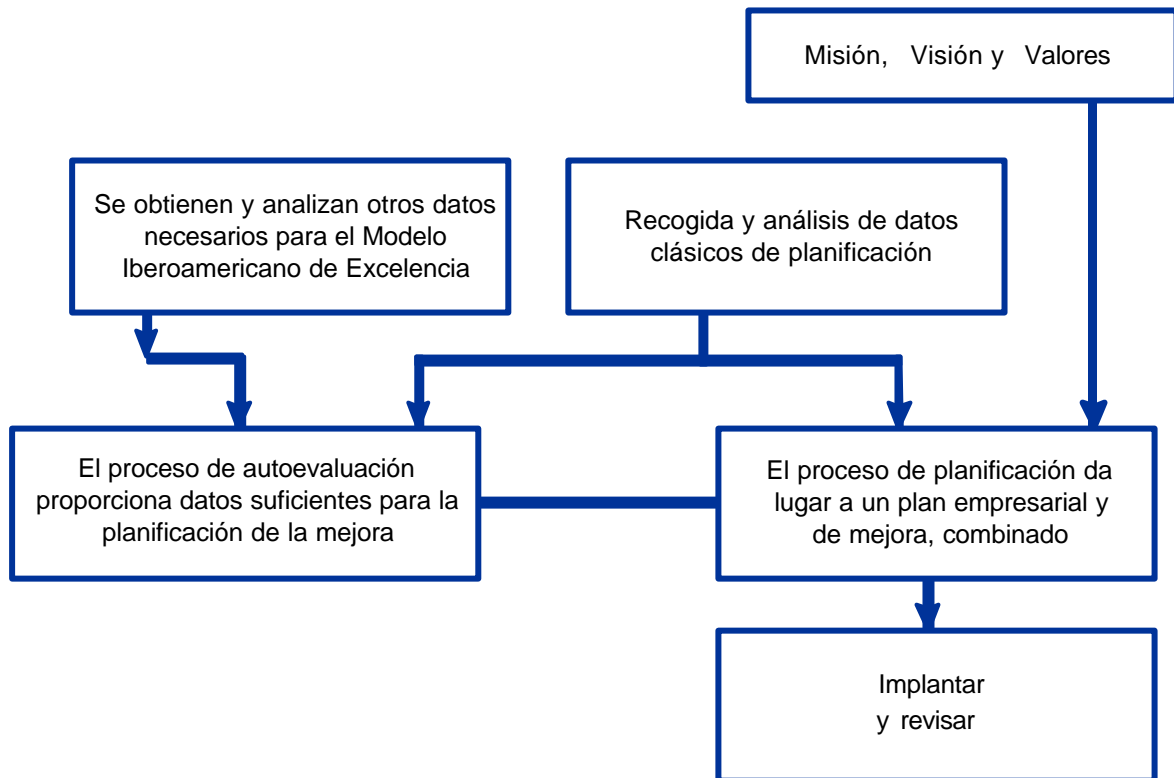 Misión, Visión y Valores
Se obtienen y analizan otros datos
necesarios para el Modelo
Iberoamericano de Excelencia
Recogida y análisis de datos
clásicos de planificación
El proceso de autoevaluación
proporciona datos suficientes para la
planificación de la mejora
El proceso de planificación da
lugar a un plan empresarial y
de mejora, combinado
Implantar
y revisar